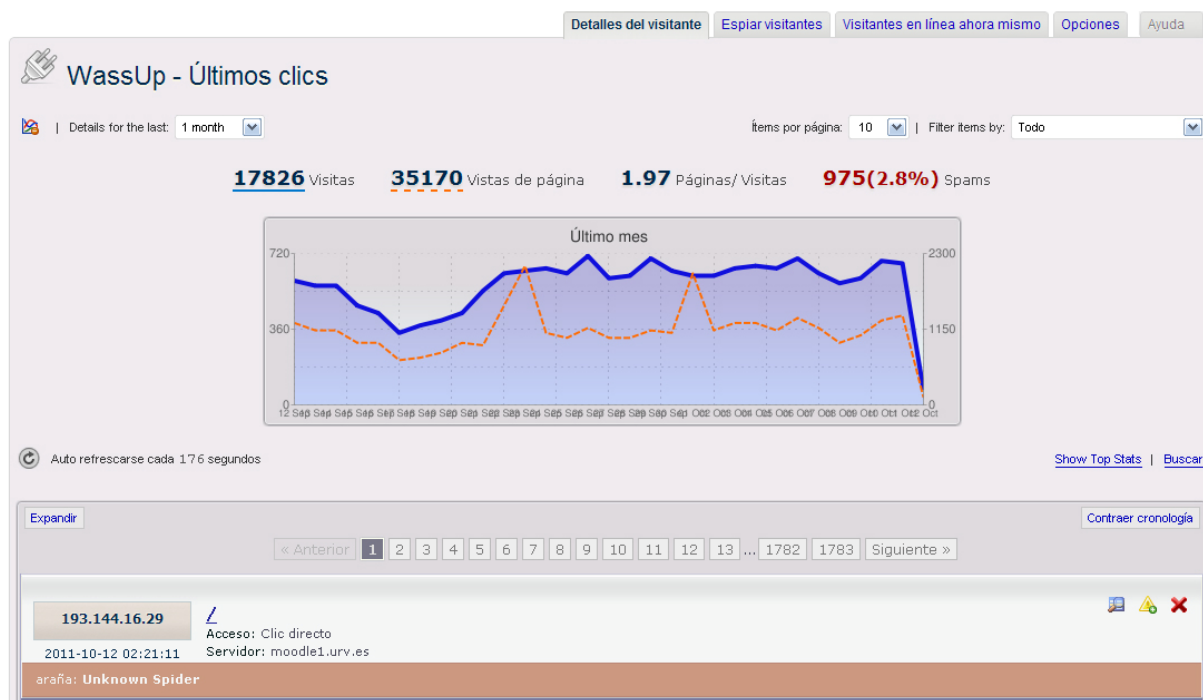 Detalles del visitante Espiar visitantes Visitantes en línea ahora mismo Opciones Ayuda
WassUp - Últimos clics
| Details for the last: 1 month Ítems por página: 10 | Filter items by: Todo
17826 Visitas 35170 Vistas de página 1.97 Páginas/ Visitas 975(2.8%) Spams
Último mes
720 2300
360 1150
0 0
12 Oct
Auto refrescarse cada 176 segundos Show Top Stats | Buscar
Expandir Contraer cronología
« Anterior 1 2 3 4 5 6 7 8 9 10 11 12 13 ... 1782 1783 Siguiente »
193.144.16.29 /
Acceso: Clic directo
2011-10-12 02:21:11 Servidor: moodle1.urv.es
araña: Unknown Spider